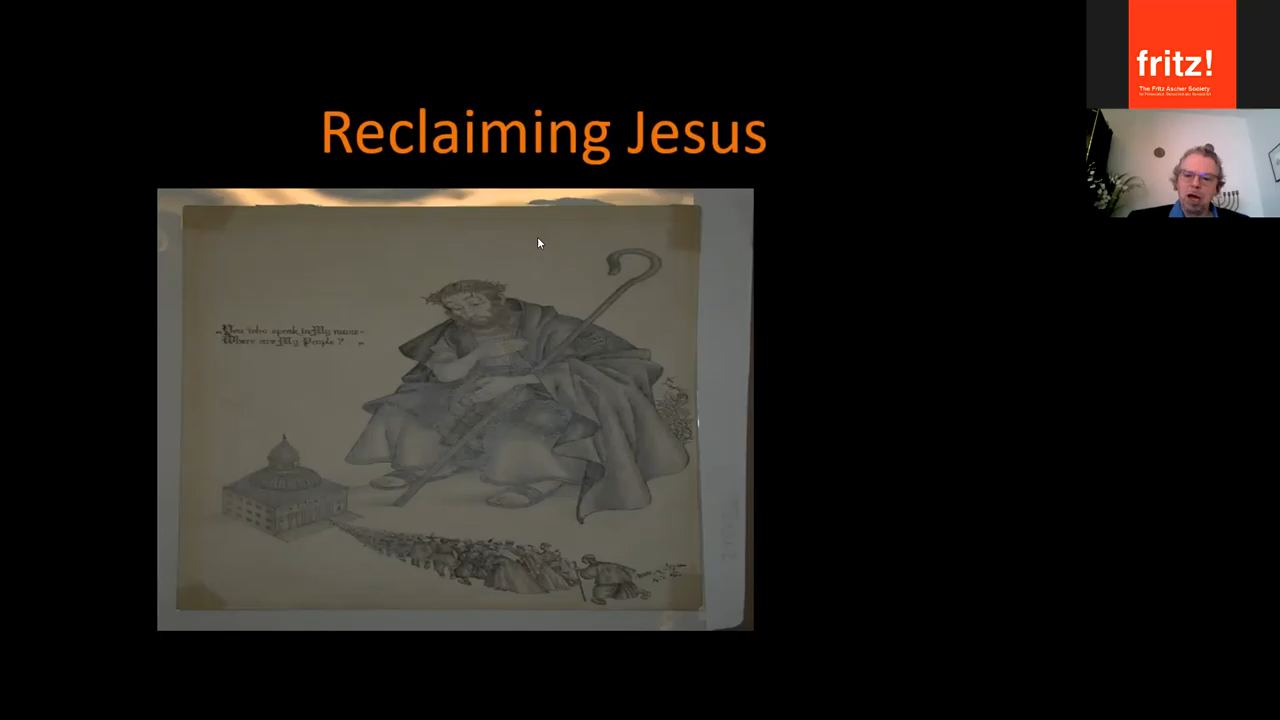 Reclaiming Jesus
„You who speak in My name-
Where are My People?"
fritz!
The Fritz Ascher Society